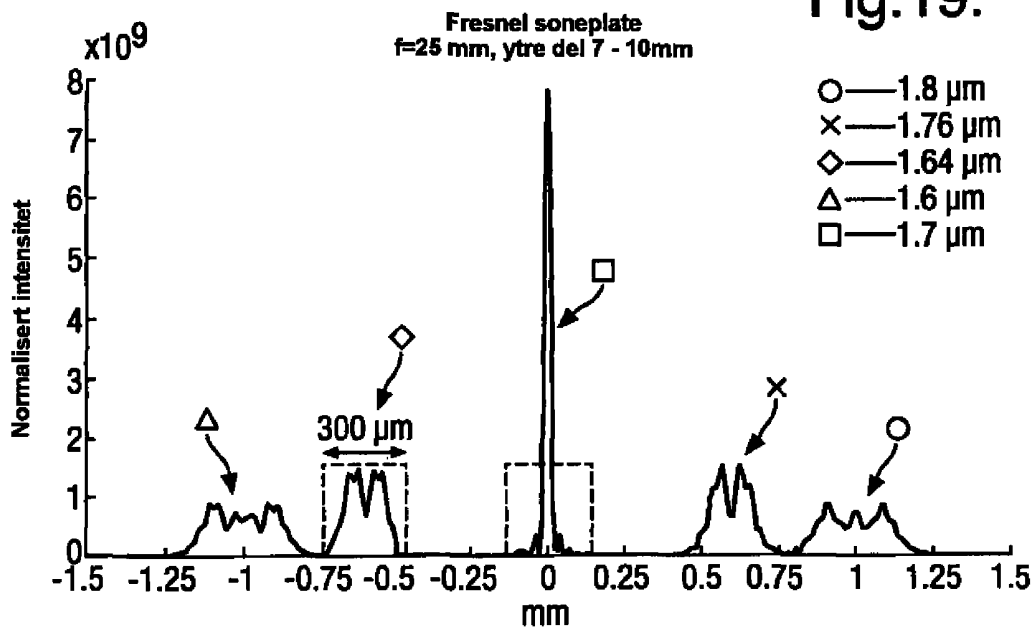 Fig.19.
Fresnel soneplate
f=25 mm, ytre del 7 - 10mm
x10⁹
8
7
6
5
4
3
2
1
0
Normalisert intensitet
1.8 µm
1.76 µm
1.64 µm
1.6 µm
1.7 µm
300 µm
-1.5 -1.25 -1 -0.75 -0.5 -0.25 0 0.25 0.5 0.75 1 1.25 1.5
mm